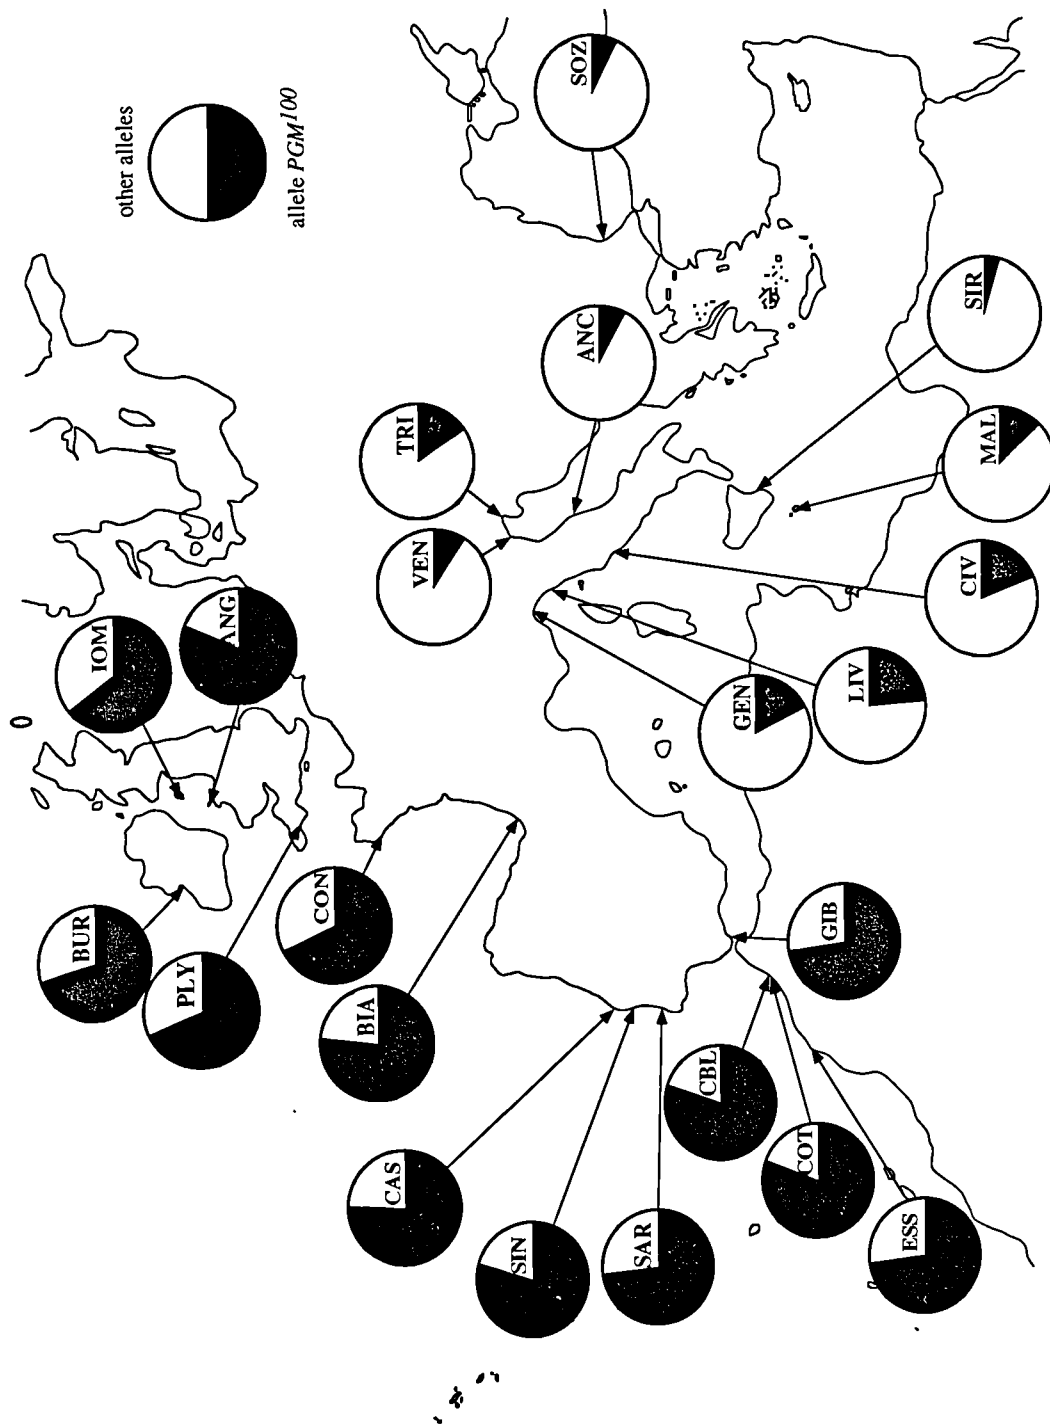 other alleles
allele PGM100
SOZ
ANC
TRI
VEN
SIR
MAL
CIV
LIV
GEN
IOM
ANG
BUR
PLY
CON
BIA
CAS
SIN
SAR
CBL
COT
ESS
GIB